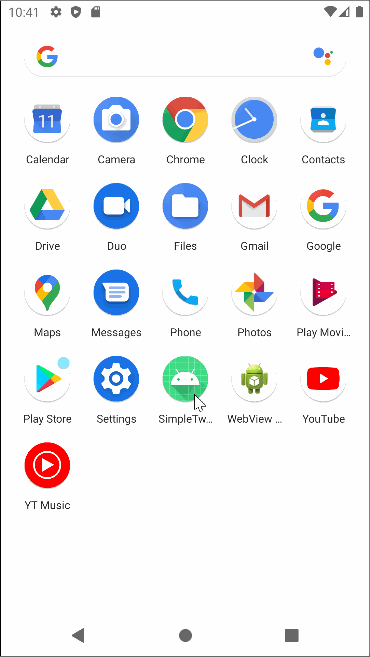 10:41
Calendar Camera Chrome Clock Contacts
Drive Duo Files Gmail Google
Maps Messages Phone Photos Play Movi...
Play Store Settings SimpleTw... WebView ... YouTube
YT Music